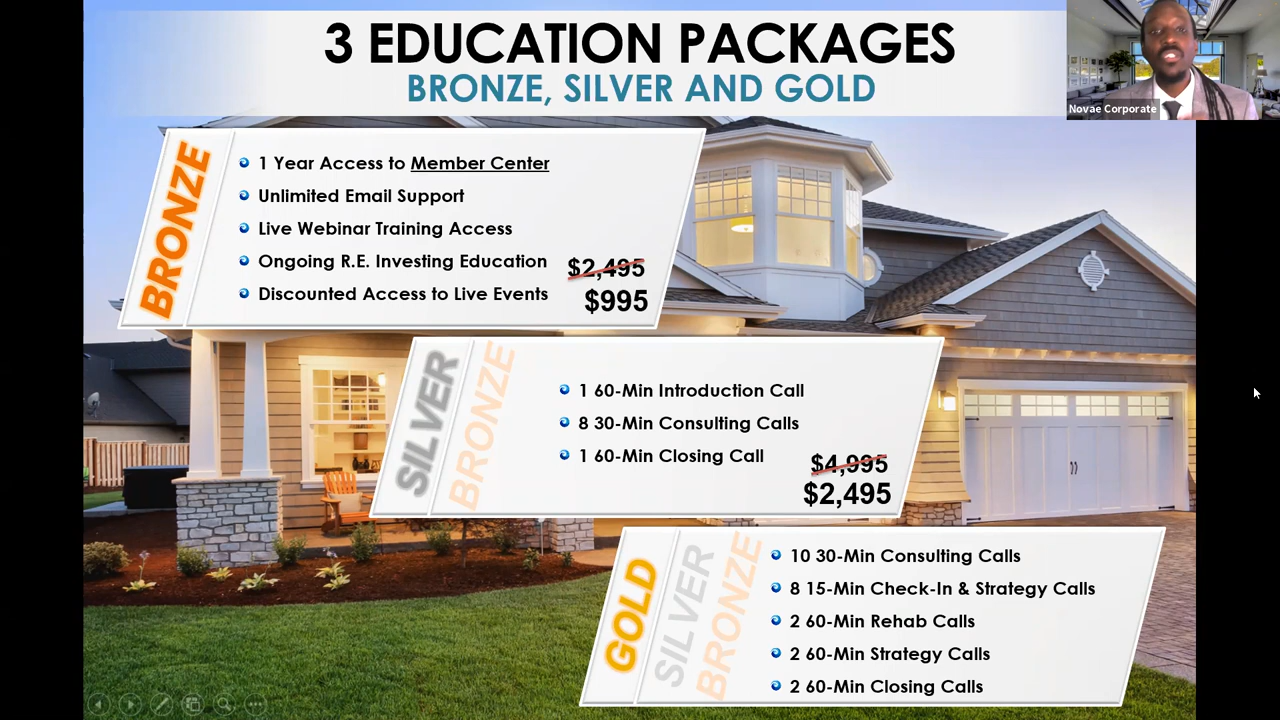 3 EDUCATION PACKAGES
BRONZE, SILVER AND GOLD
Novae Corporate
BRONZE
1 Year Access to Member Center
Unlimited Email Support
Live Webinar Training Access
Ongoing R.E. Investing Education
Discounted Access to Live Events
$2,495
$995
SILVER
BRONZE
1 60-Min Introduction Call
8 30-Min Consulting Calls
1 60-Min Closing Call
$4,995
$2,495
GOLD
SILVER
BRONZE
10 30-Min Consulting Calls
8 15-Min Check-In & Strategy Calls
2 60-Min Rehab Calls
2 60-Min Strategy Calls
2 60-Min Closing Calls